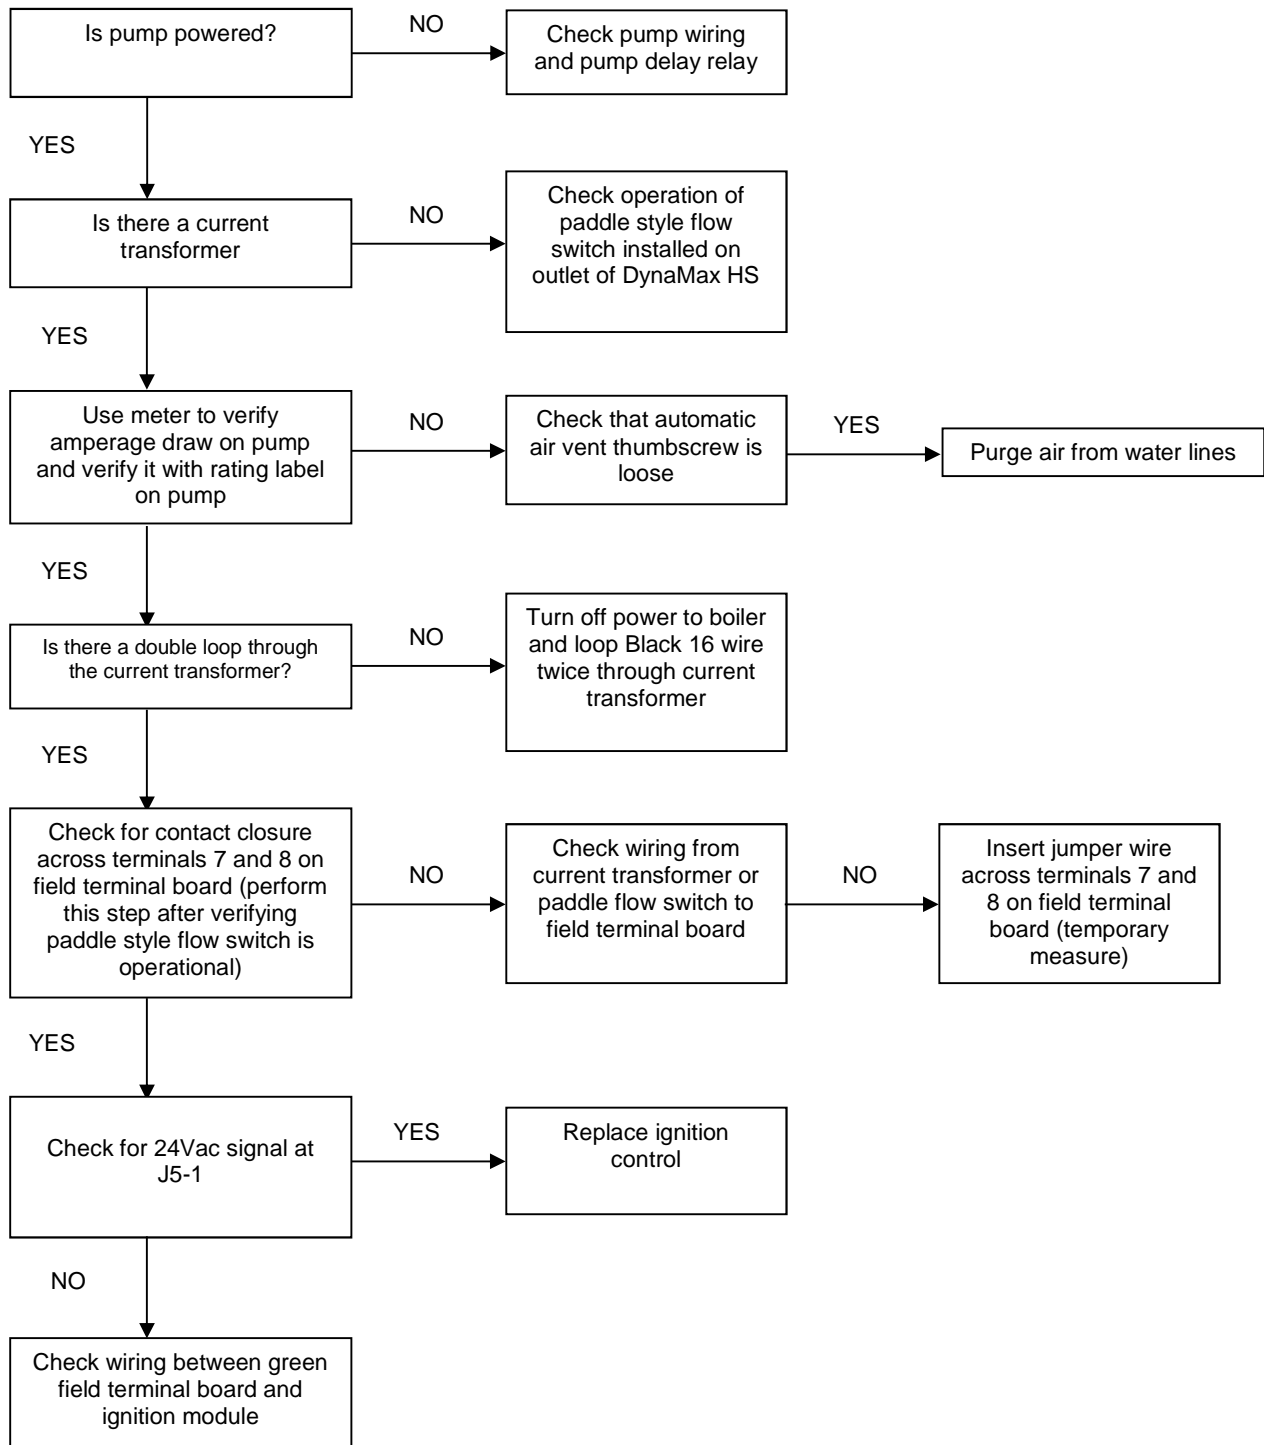 Is pump powered?
NO
Check pump wiring
and pump delay relay
YES
Is there a current
transformer
NO
Check operation of
paddle style flow
switch installed on
outlet of DynaMax HS
YES
Use meter to verify
amperage draw on pump
and verify it with rating label
on pump
NO
Check that automatic
air vent thumbscrew is
loose
YES
Purge air from water lines
YES
Is there a double loop through
the current transformer?
NO
Turn off power to boiler
and loop Black 16 wire
twice through current
transformer
YES
Check for contact closure
across terminals 7 and 8 on
field terminal board (perform
this step after verifying
paddle style flow switch is
operational)
NO
Check wiring from
current transformer or
paddle flow switch to
field terminal board
NO
Insert jumper wire
across terminals 7 and
8 on field terminal
board (temporary
measure)
YES
Check for 24Vac signal at
J5-1
YES
Replace ignition
control
NO
Check wiring between green
field terminal board and
ignition module